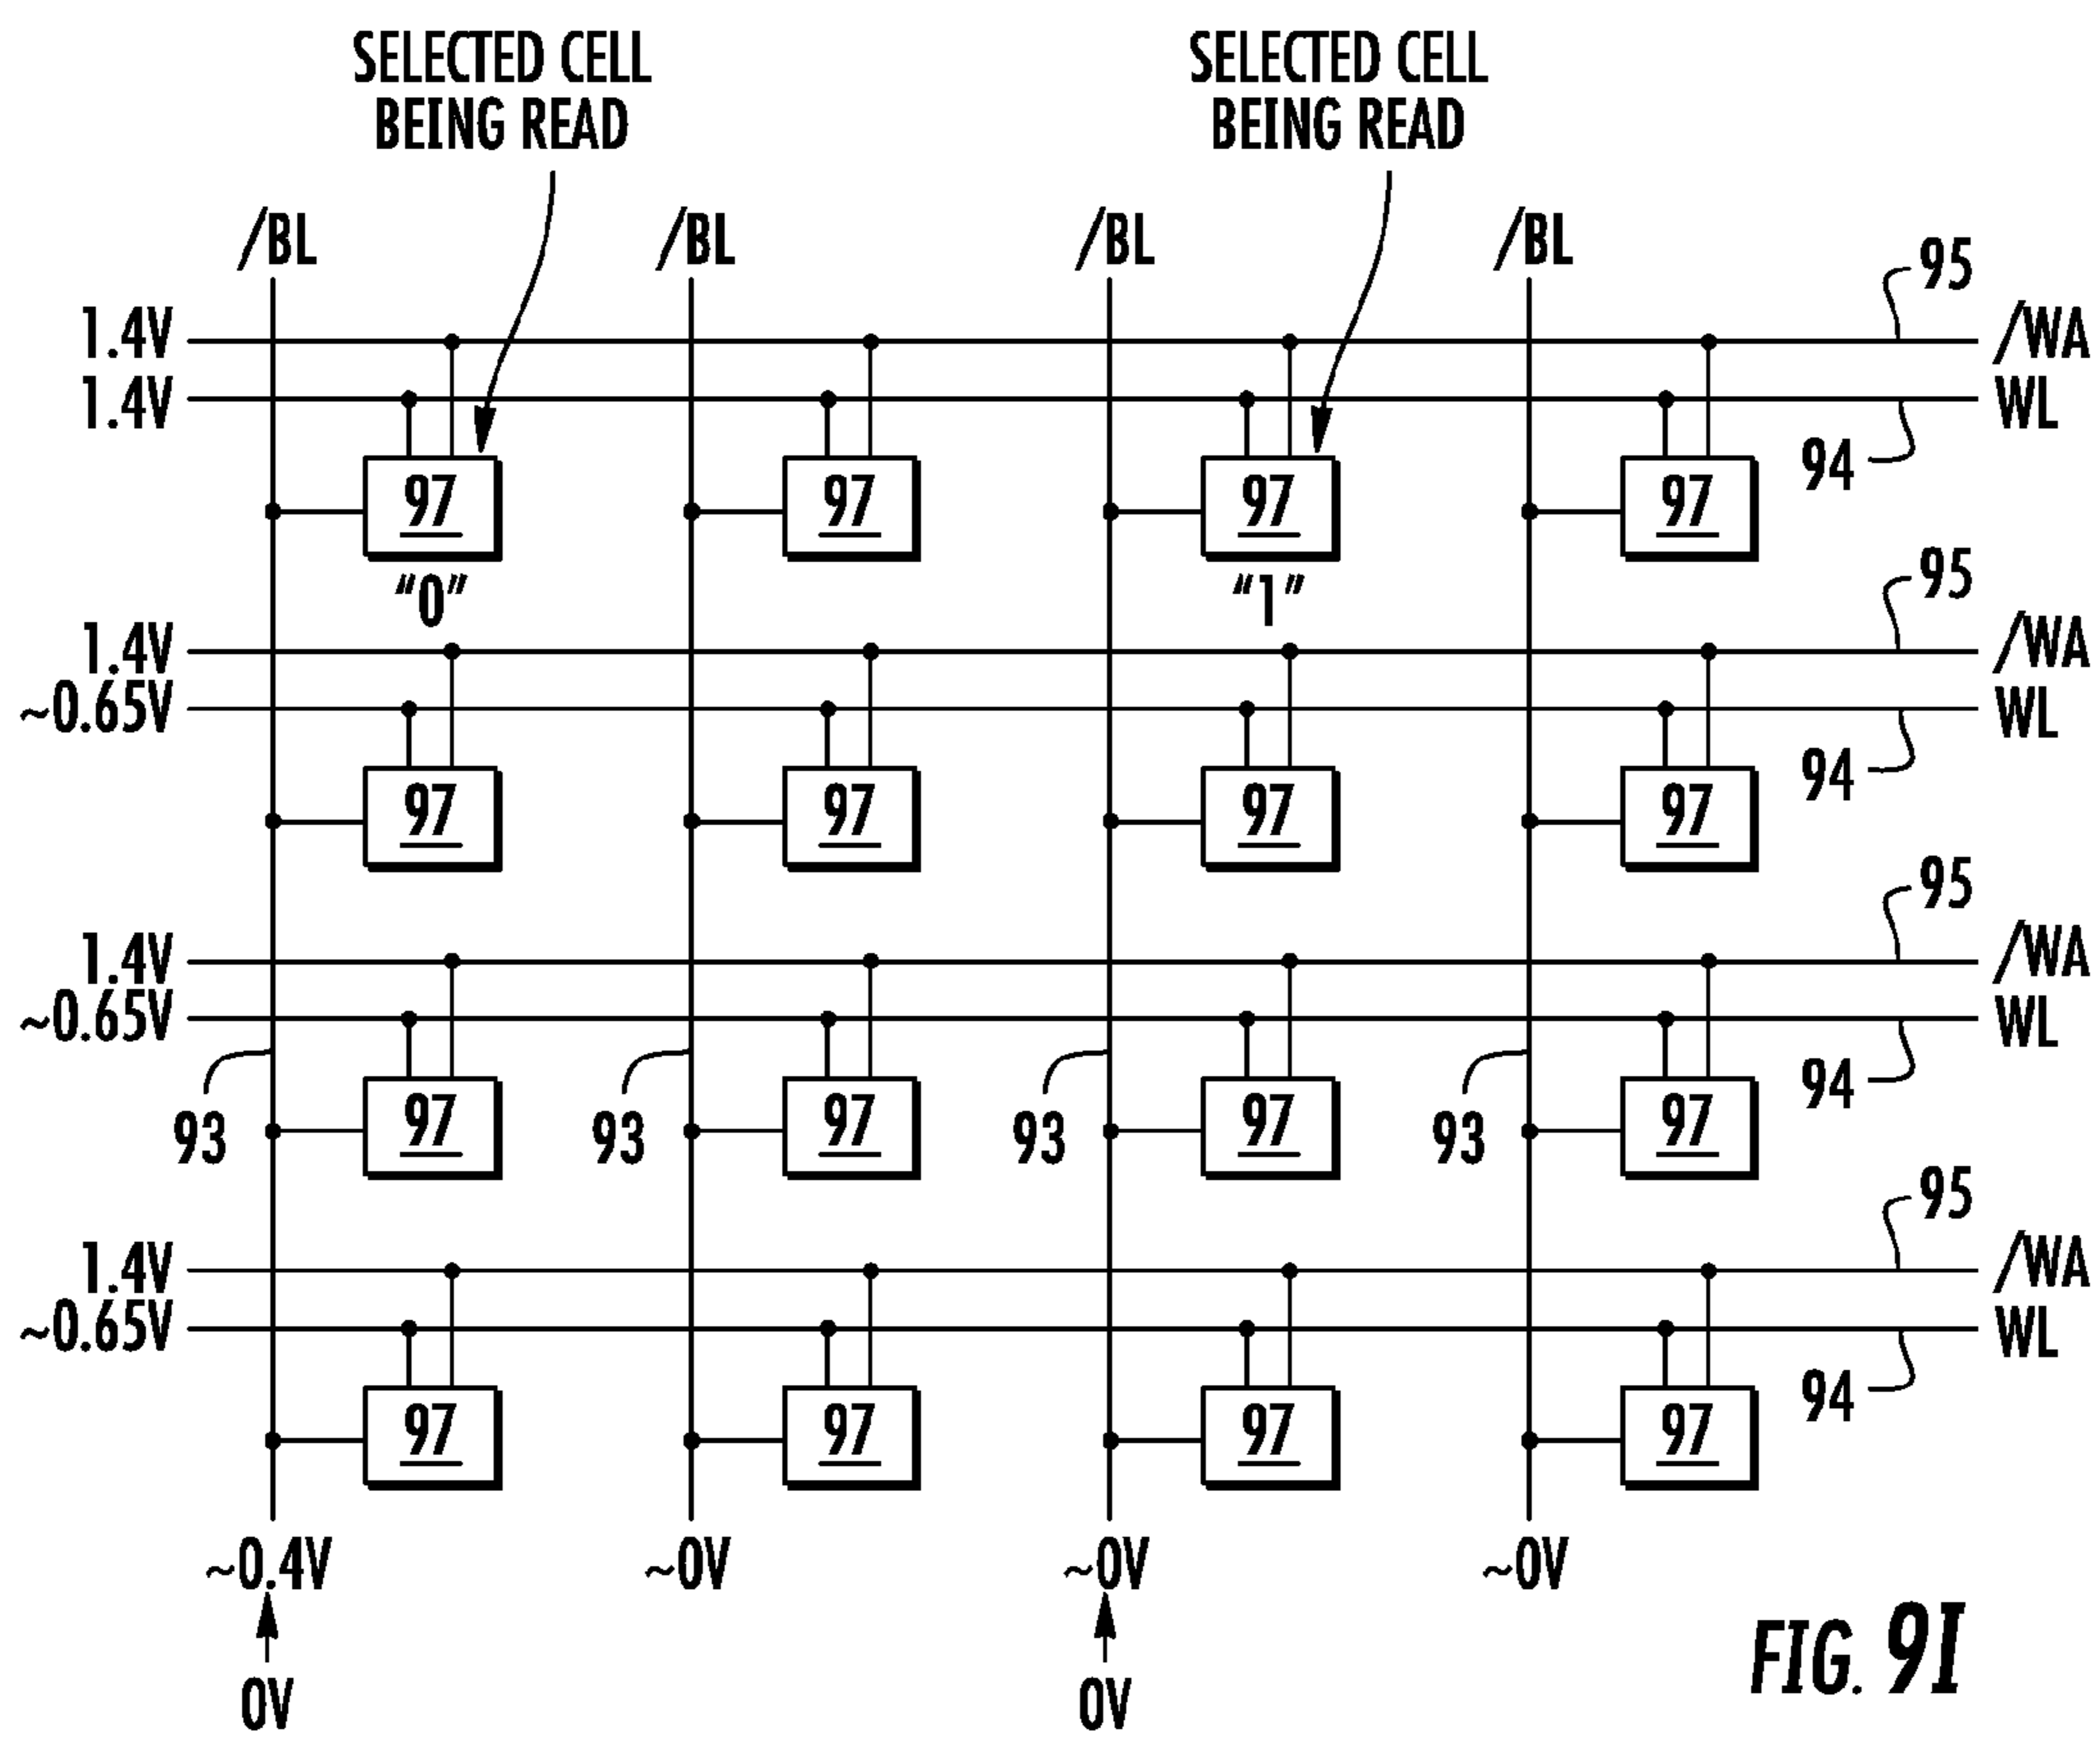 SELECTED CELL SELECTED CELL
BEING READ BEING READ
/BL /BL /BL /BL
95
1.4V /WA
1.4V WL
94
97 97 97 97
"0" "1"
95
1.4V /WA
~0.65V WL
94
97 97 97 97
95
1.4V /WA
~0.65V WL
94
97 97 97 97
93 93 93 93
95
1.4V /WA
~0.65V WL
94
97 97 97 97
~0.4V ~0V ~0V ~0V
0V 0V
FIG. 9I